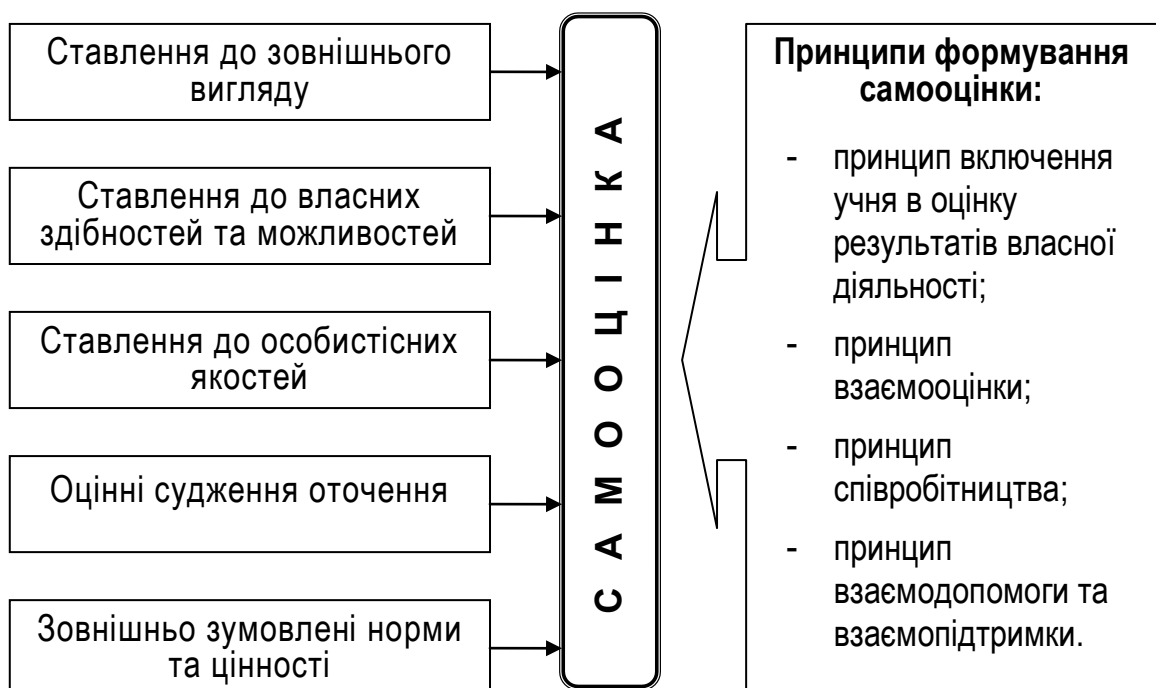 Ставлення до зовнішнього
вигляду
Ставлення до власних
здібностей та можливостей
Ставлення до особистісних
якостей
Оцінні судження оточення
Зовнішньо зумовлені норми
та цінності
САМООЦІНКА
Принципи формування
самооцінки:
- принцип включення
учня в оцінку
результатів власної
діяльності;
- принцип
взаємооцінки;
- принцип
співробітництва;
- принцип
взаємодопомоги та
взаємопідтримки.